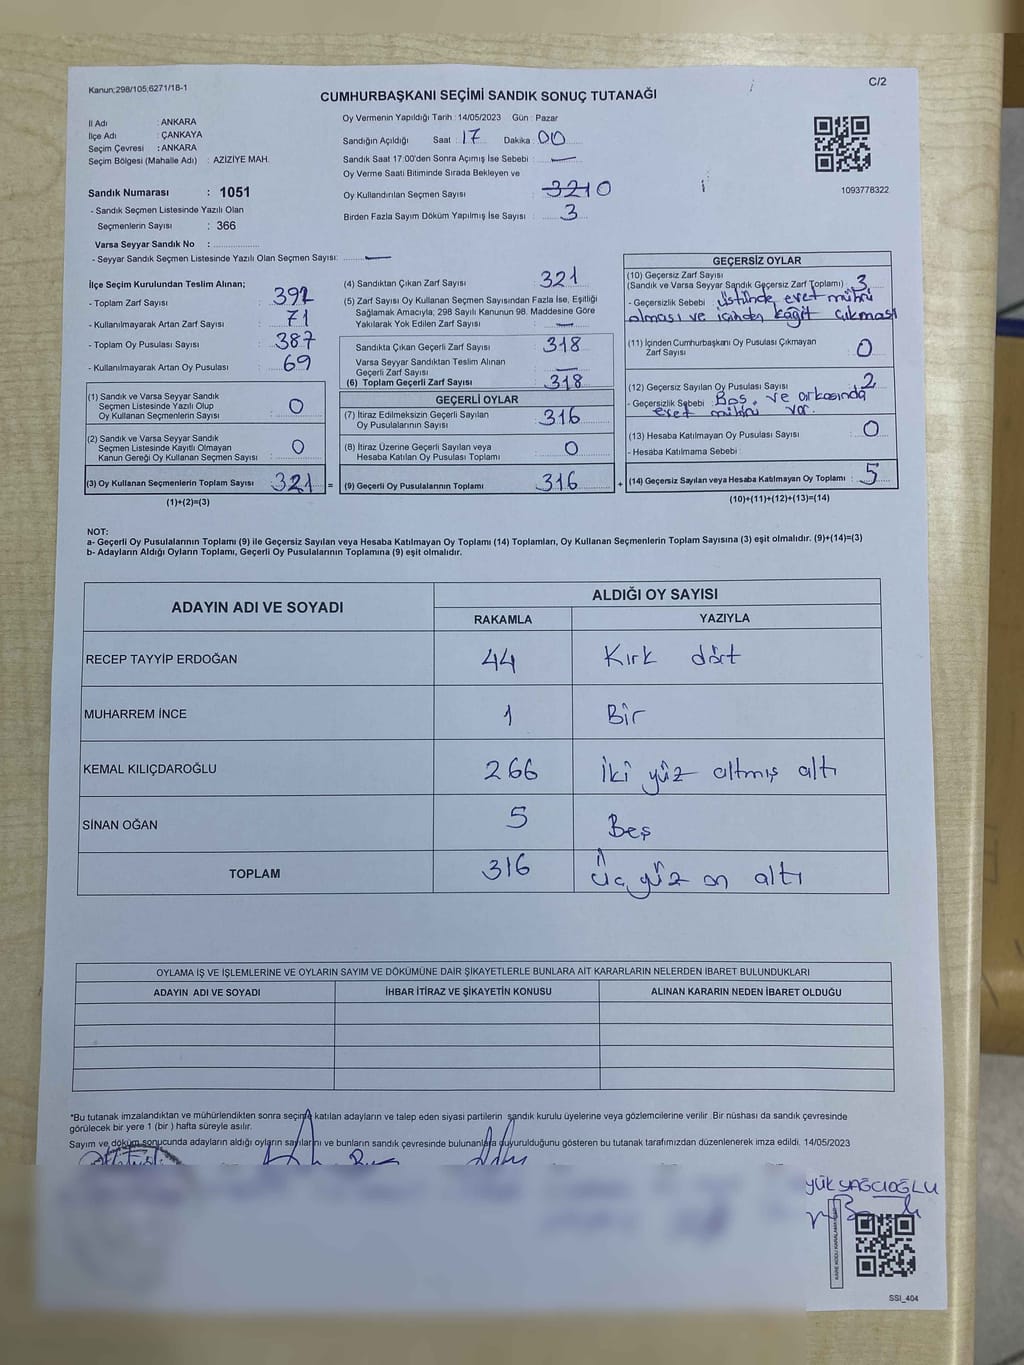 Kanun;298/105;6271/18-1
C/2
CUMHURBAŞKANI SEÇİMİ SANDIK SONUÇ TUTANAĞI
İl Adı : ANKARA
İlçe Adı : ÇANKAYA
Seçim Çevresi : ANKARA
Seçim Bölgesi (Mahalle Adı) : AZİZİYE MAH.
Sandık Numarası : 1051
- Sandık Seçmen Listesinde Yazılı Olan
Seçmenlerin Sayısı : 366
Varsa Seyyar Sandık No : ..................
- Seyyar Sandık Seçmen Listesinde Yazılı Olan Seçmen Sayısı: —
Oy Vermenin Yapıldığı Tarih : 14/05/2023 Gün : Pazar
Sandığın Açıldığı Saat : 17 Dakika : 00
Sandık Saat 17:00'den Sonra Açımış İse Sebebi : —
Oy Verme Saati Bitiminde Sırada Bekleyen ve
Oy Kullandırılan Seçmen Sayısı : 321 0
Birden Fazla Sayım Döküm Yapılmış İse Sayısı : 3
1093778322
İlçe Seçim Kurulundan Teslim Alınan;
- Toplam Zarf Sayısı : 392
- Kullanılmayarak Artan Zarf Sayısı : 71
- Toplam Oy Pusulası Sayısı : 387
- Kullanılmayarak Artan Oy Pusulası : 69
(1) Sandık ve Varsa Seyyar Sandık
Seçmen Listesinde Yazılı Olup
Oy Kullanan Seçmenlerin Sayısı : 0
(2) Sandık ve Varsa Seyyar Sandık
Seçmen Listesinde Kayıtlı Olmayan
Kanun Gereği Oy Kullanan Seçmen Sayısı : 0
(3) Oy Kullanan Seçmenlerin Toplam Sayısı : 321 =
(1)+(2)=(3)
(4) Sandıktan Çıkan Zarf Sayısı : 321
(5) Zarf Sayısı Oy Kullanan Seçmen Sayısından Fazla İse, Eşitliği
Sağlamak Amacıyla; 298 Sayılı Kanunun 98. Maddesine Göre
Yakılarak Yok Edilen Zarf Sayısı : —
Sandıkta Çıkan Geçerli Zarf Sayısı : 318
Varsa Seyyar Sandıktan Teslim Alınan
Geçerli Zarf Sayısı : —
(6) Toplam Geçerli Zarf Sayısı : 318
GEÇERLİ OYLAR
(7) İtiraz Edilmeksizin Geçerli Sayılan
Oy Pusulalarının Sayısı : 316
(8) İtiraz Üzerine Geçerli Sayılan veya
Hesaba Katılan Oy Pusulası Toplamı : 0
(9) Geçerli Oy Pusulalarının Toplamı : 316 +
GEÇERSİZ OYLAR
(10) Geçersiz Zarf Sayısı
(Sandık ve Varsa Seyyar Sandık Geçersiz Zarf Toplamı) : 3
- Geçersizlik Sebebi : üstünde evet mührü
olması ve içinden kağıt çıkması
(11) İçinden Cumhurbaşkanı Oy Pusulası Çıkmayan
Zarf Sayısı : 0
(12) Geçersiz Sayılan Oy Pusulası Sayısı : 2
- Geçersizlik Sebebi : Boş, ve arkasında
evet mührü var.
(13) Hesaba Katılmayan Oy Pusulası Sayısı : 0
- Hesaba Katılmama Sebebi :
(14) Geçersiz Sayılan veya Hesaba Katılmayan Oy Toplamı : 5
(10)+(11)+(12)+(13)=(14)
NOT:
a- Geçerli Oy Pusulalarının Toplamı (9) ile Geçersiz Sayılan veya Hesaba Katılmayan Oy Toplamı (14) Toplamları, Oy Kullanan Seçmenlerin Toplam Sayısına (3) eşit olmalıdır. (9)+(14)=(3)
b- Adayların Aldığı Oyların Toplamı, Geçerli Oy Pusulalarının Toplamına (9) eşit olmalıdır.
ADAYIN ADI VE SOYADI
ALDIĞI OY SAYISI
RAKAMLA YAZIYLA
RECEP TAYYİP ERDOĞAN 44 Kırk dört
MUHARREM İNCE 1 Bir
KEMAL KILIÇDAROĞLU 266 İki yüz altmış altı
SİNAN OĞAN 5 Beş
TOPLAM 316 Üç yüz on altı
OYLAMA İŞ VE İŞLEMLERİNE VE OYLARIN SAYIM VE DÖKÜMÜNE DAİR ŞİKAYETLERLE BUNLARA AİT KARARLARIN NELERDEN İBARET BULUNDUKLARI
ADAYIN ADI VE SOYADI İHBAR İTİRAZ VE ŞİKAYETİN KONUSU ALINAN KARARIN NEDEN İBARET OLDUĞU
*Bu tutanak imzalandıktan ve mühürlendikten sonra seçime katılan adayların ve talep eden siyasi partilerin sandık kurulu üyelerine veya gözlemcilerine verilir. Bir nüshası da sandık çevresinde
görülecek bir yere 1 (bir ) hafta süreyle asılır.
Sayım ve döküm sonucunda adayların aldığı oyların sayılarını ve bunların sandık çevresinde bulunanlara duyurulduğunu gösteren bu tutanak tarafımızdan düzenlenerek imza edildi. 14/05/2023
YÜKSAĞCIOĞLU
KARE KODU KARALAMAYINIZ
SSI_404